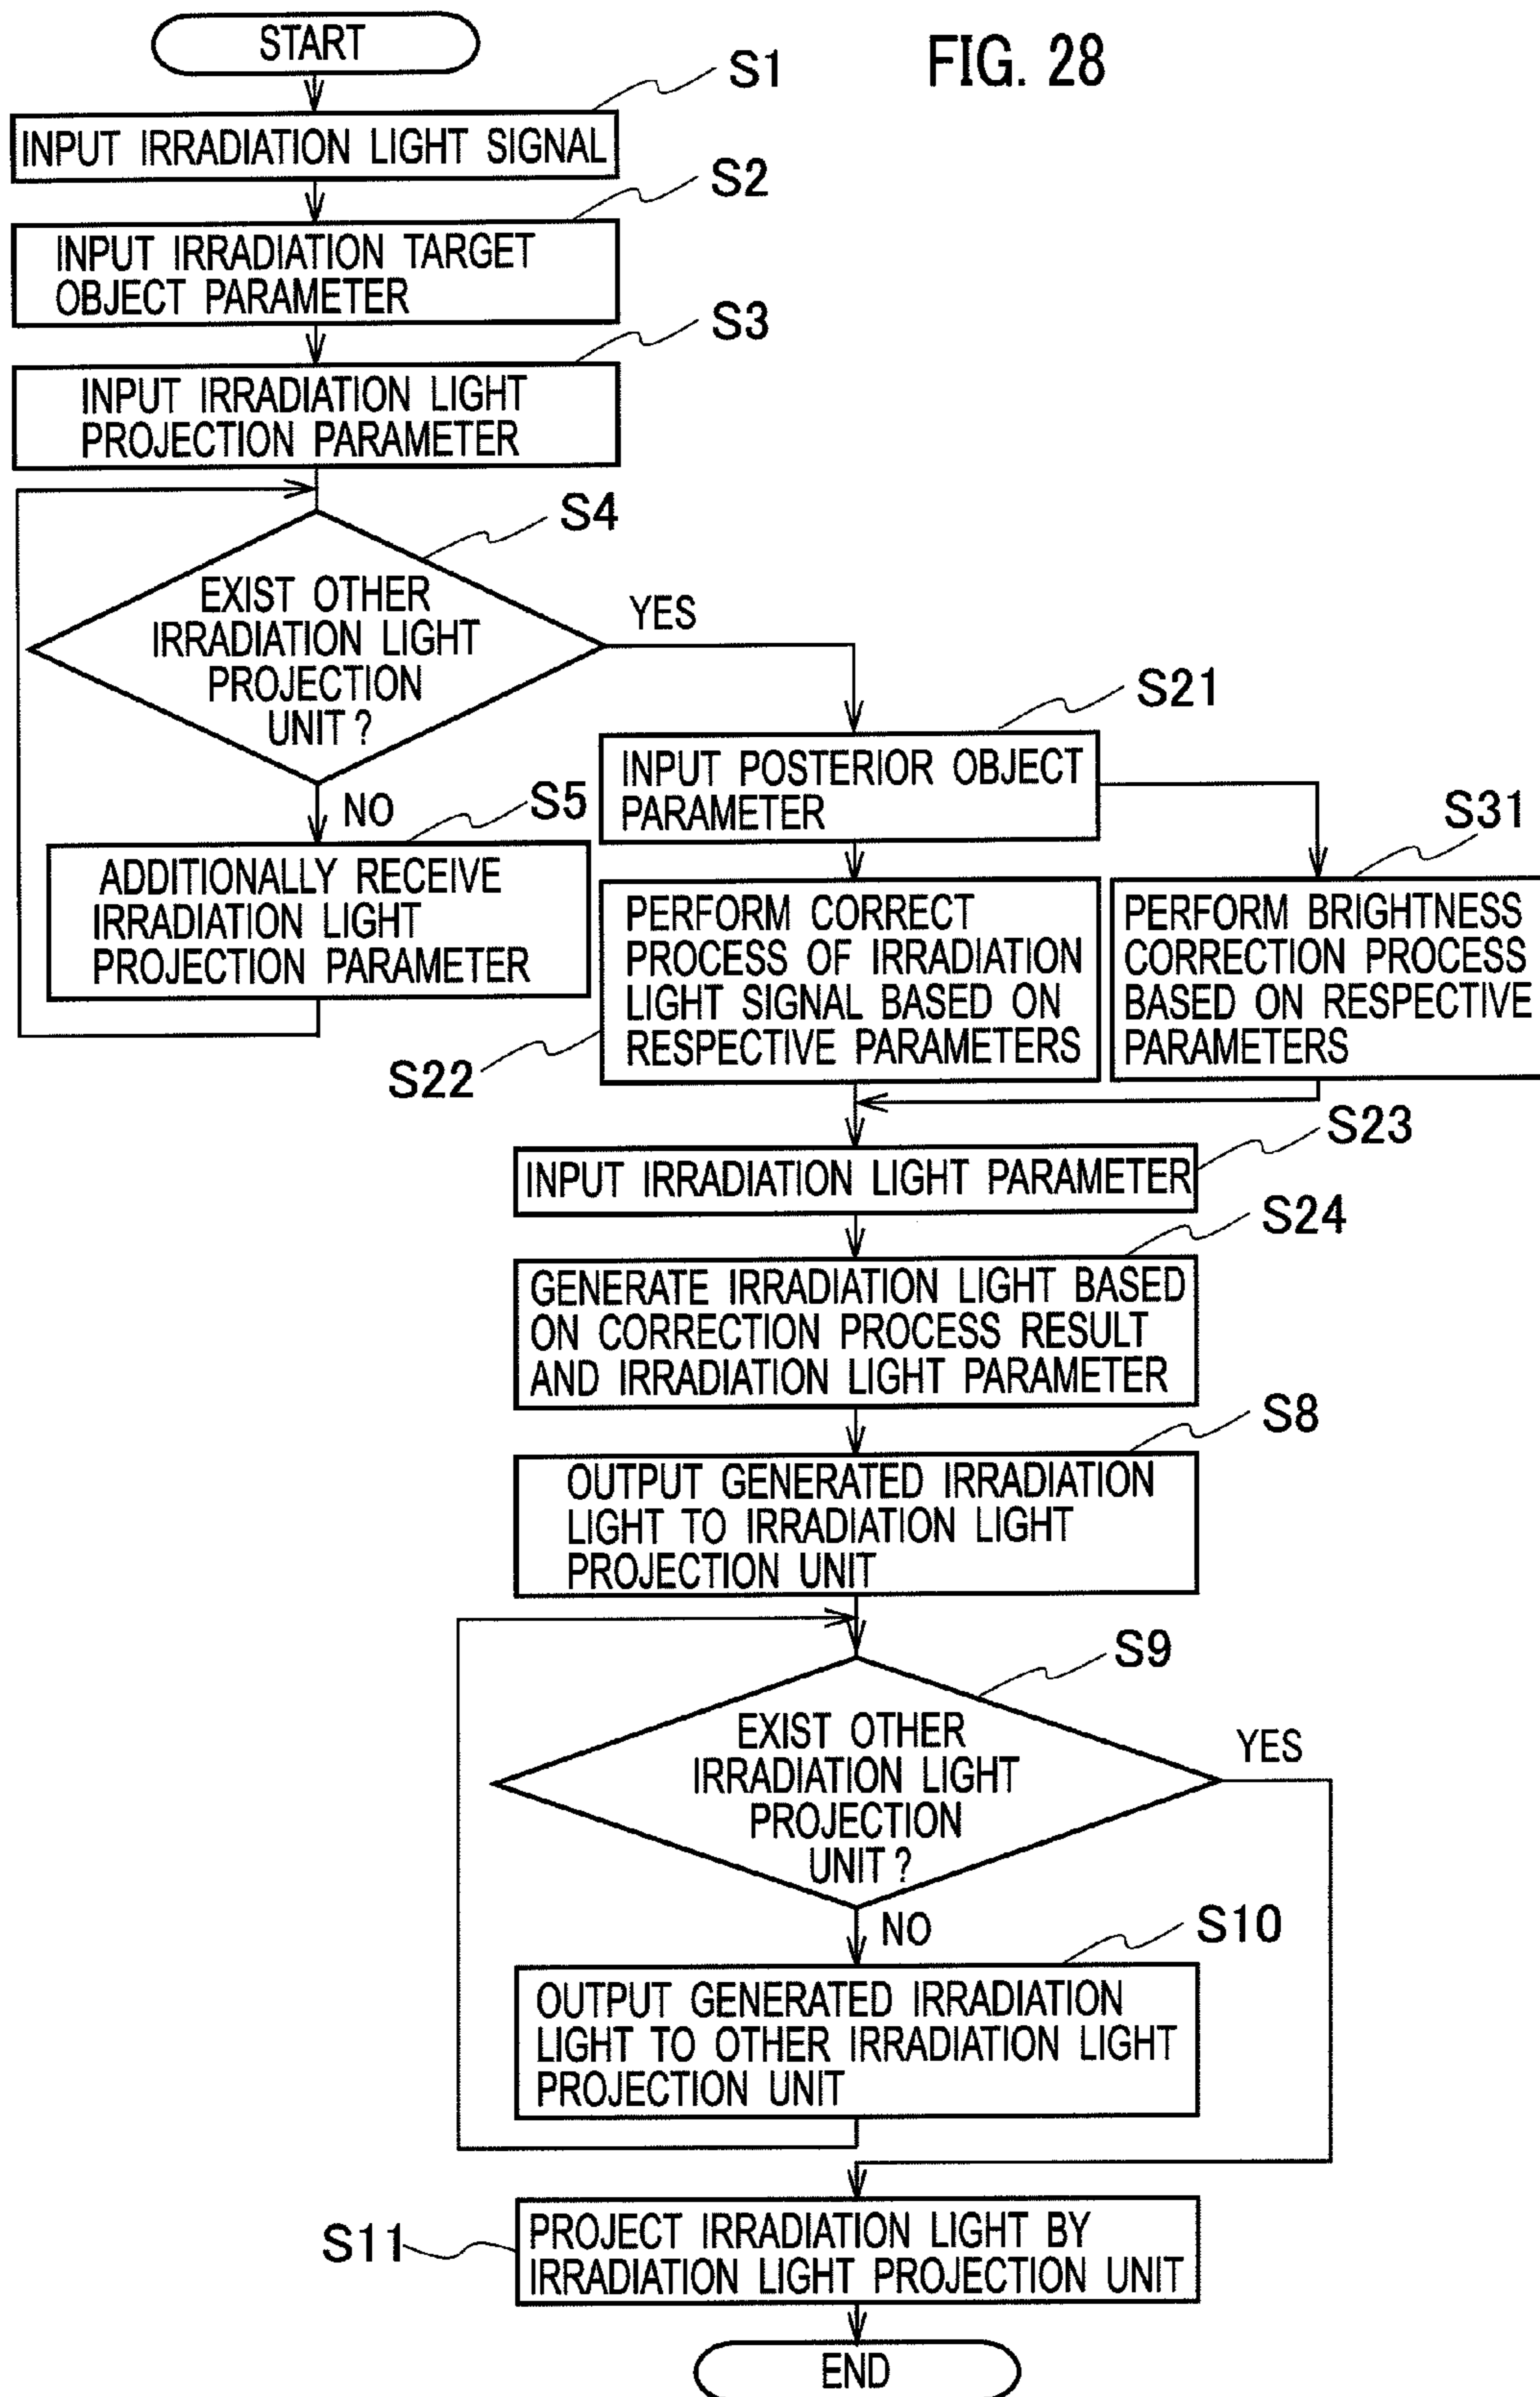 START
FIG. 28
S1
INPUT IRRADIATION LIGHT SIGNAL
S2
INPUT IRRADIATION TARGET
OBJECT PARAMETER
S3
INPUT IRRADIATION LIGHT
PROJECTION PARAMETER
S4
EXIST OTHER
IRRADIATION LIGHT
PROJECTION
UNIT?
YES
NO
S5
ADDITIONALLY RECEIVE
IRRADIATION LIGHT
PROJECTION PARAMETER
S21
INPUT POSTERIOR OBJECT
PARAMETER
S22
PERFORM CORRECT
PROCESS OF IRRADIATION
LIGHT SIGNAL BASED ON
RESPECTIVE PARAMETERS
S31
PERFORM BRIGHTNESS
CORRECTION PROCESS
BASED ON RESPECTIVE
PARAMETERS
S23
INPUT IRRADIATION LIGHT PARAMETER
S24
GENERATE IRRADIATION LIGHT BASED
ON CORRECTION PROCESS RESULT
AND IRRADIATION LIGHT PARAMETER
S8
OUTPUT GENERATED IRRADIATION
LIGHT TO IRRADIATION LIGHT
PROJECTION UNIT
S9
EXIST OTHER
IRRADIATION LIGHT
PROJECTION
UNIT?
YES
NO
S10
OUTPUT GENERATED IRRADIATION
LIGHT TO OTHER IRRADIATION LIGHT
PROJECTION UNIT
S11
PROJECT IRRADIATION LIGHT BY
IRRADIATION LIGHT PROJECTION UNIT
END